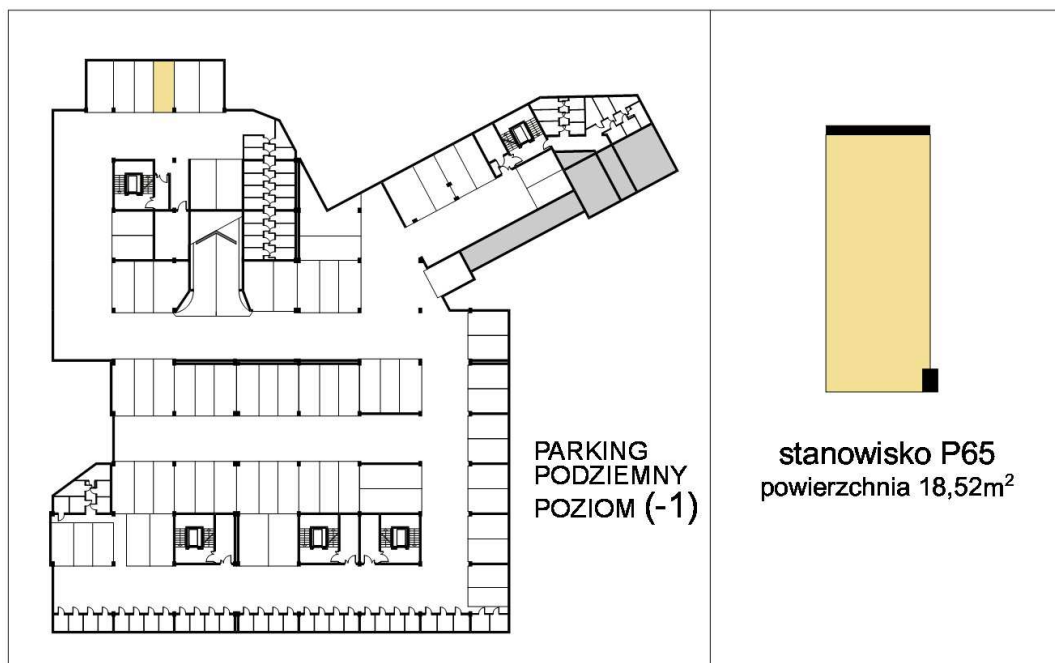 PARKING
PODZIEMNY
POZIOM (-1)
stanowisko P65
powierzchnia 18,52m²